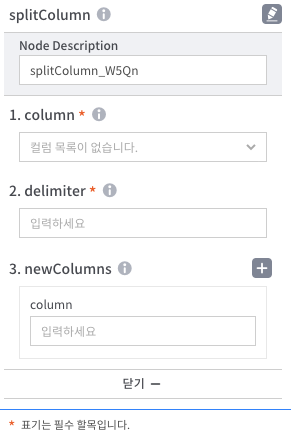 splitColumn
Node Description
splitColumn_W5Qn
1. column *
컬럼 목록이 없습니다.
2. delimiter *
입력하세요
3. newColumns
column
입력하세요
닫기
* 표기는 필수 할목입니다.